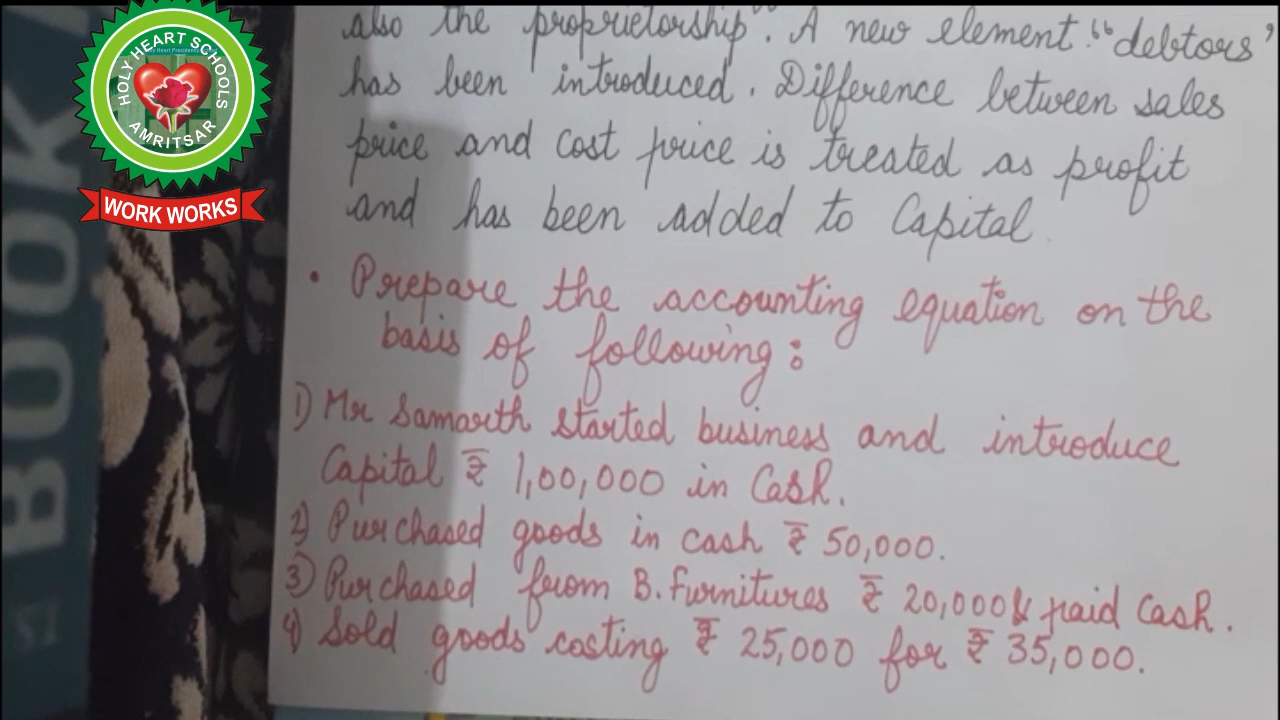 HOLY HEART SCHOOLS
AMRITSAR
WORK WORKS
BOOK
also the proprietorship". A new element "debtors"
has been introduced. Difference between sales
price and cost price is treated as profit
and has been added to Capital.
• Prepare the accounting equation on the
basis of following :
1) Mr Samarth started business and introduce
Capital ₹ 1,00,000 in Cash.
2) Purchased goods in cash ₹ 50,000.
3) Purchased from B. Furnitures ₹ 20,000 & paid Cash.
4) Sold goods costing ₹ 25,000 for ₹ 35,000.